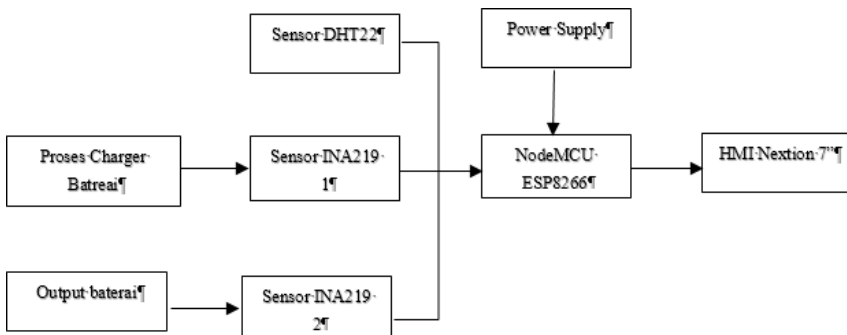 Sensor·DHT22¶
Power·Supply¶
Proses·Charger·
Batreai¶
Sensor·INA219·
1¶
NodeMCU·
ESP8266¶
HMI·Nextion·7”¶
Output·baterai¶
Sensor·INA219·
2¶